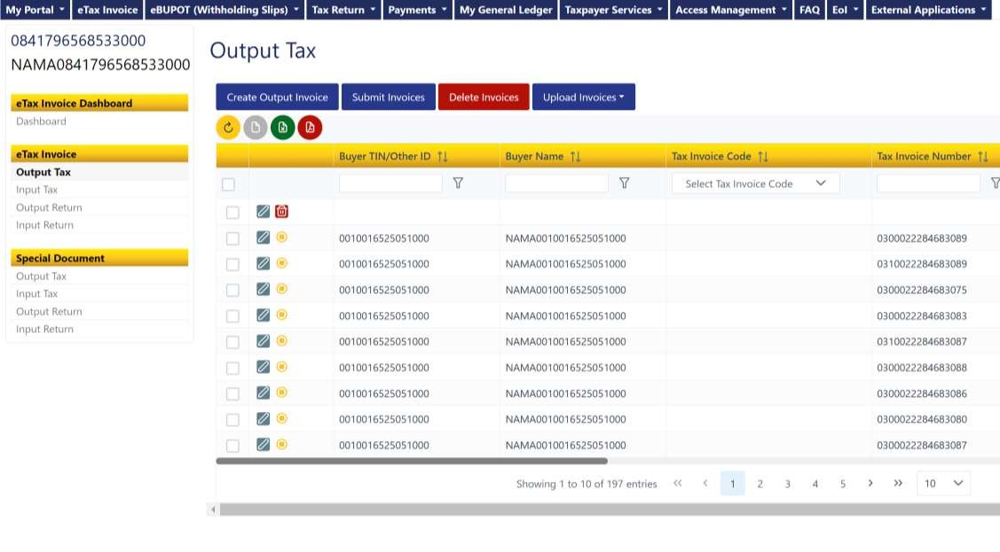 My Portal eTax Invoice eBUPOT (Withholding Slips) Tax Return Payments My General Ledger Taxpayer Services Access Management FAQ EoI External Applications
0841796568533000
NAMA0841796568533000
eTax Invoice Dashboard
Dashboard
eTax Invoice
Output Tax
Input Tax
Output Return
Input Return
Special Document
Output Tax
Input Tax
Output Return
Input Return
Output Tax
Create Output Invoice Submit Invoices Delete Invoices Upload Invoices
Buyer TIN/Other ID Buyer Name Tax Invoice Code Tax Invoice Number
Select Tax Invoice Code
0010016525051000 NAMA0010016525051000 0300022284683089
0010016525051000 NAMA0010016525051000 0310022284683089
0010016525051000 NAMA0010016525051000 0300022284683075
0010016525051000 NAMA0010016525051000 0300022284683083
0010016525051000 NAMA0010016525051000 0310022284683087
0010016525051000 NAMA0010016525051000 0300022284683088
0010016525051000 NAMA0010016525051000 0300022284683086
0010016525051000 NAMA0010016525051000 0300022284683080
0010016525051000 NAMA0010016525051000 0300022284683087
Showing 1 to 10 of 197 entries 1 2 3 4 5 10